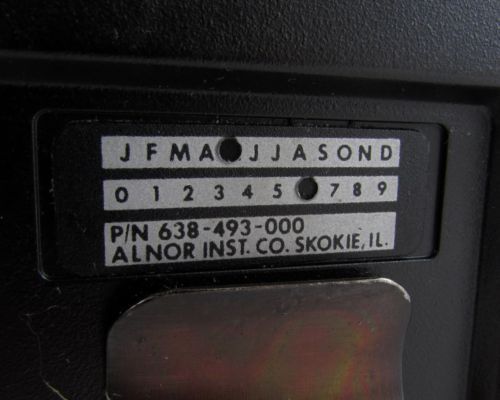 J F M A J J A S O N D
0 1 2 3 4 5 7 8 9
P/N 638-493-000
ALNOR INST. CO. SKOKIE, IL.